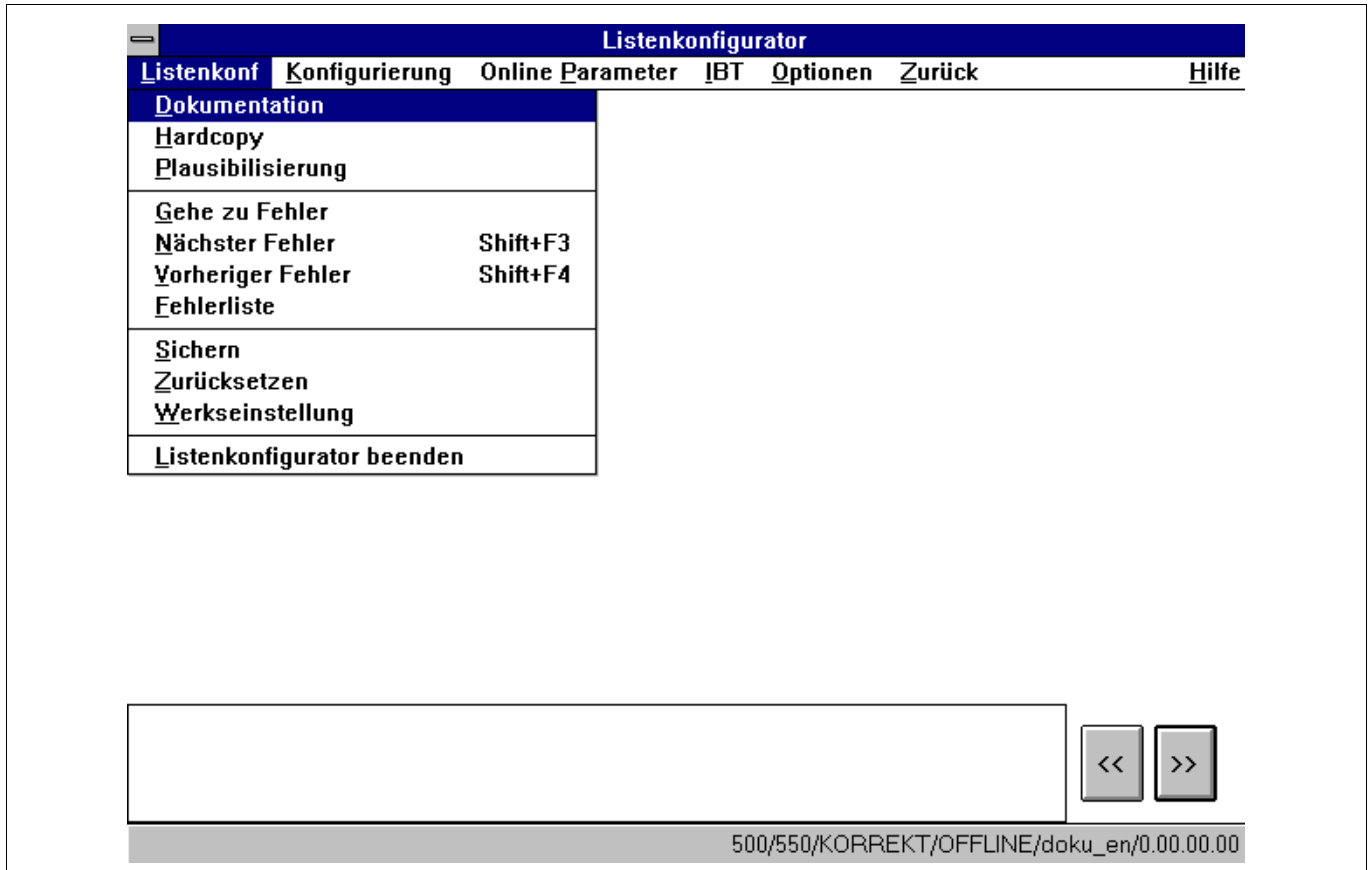 Listenkonfigurator
Listenkonf Konfigurierung Online Parameter IBT Optionen Zurück Hilfe
Dokumentation
Hardcopy
Plausibilisierung
Gehe zu Fehler
Nächster Fehler Shift+F3
Vorheriger Fehler Shift+F4
Fehlerliste
Sichern
Zurücksetzen
Werkseinstellung
Listenkonfigurator beenden
<< >>
500/550/KORREKT/OFFLINE/doku_en/0.00.00.00